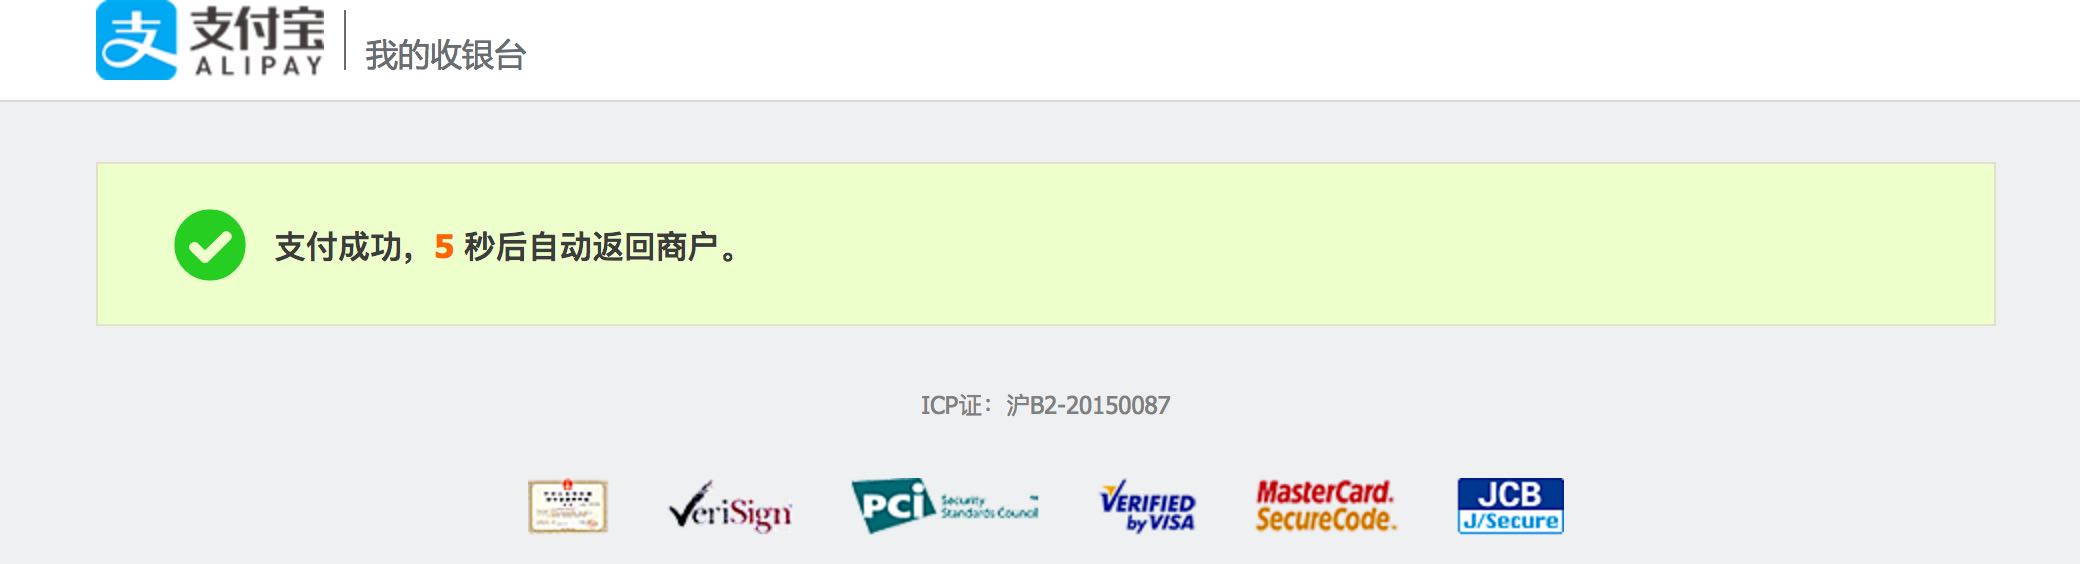 支付宝
ALIPAY
我的收银台
支付成功，5 秒后自动返回商户。
ICP证：沪B2-20150087
VeriSign
PCI Security Standards Council ™
VERIFIED by VISA
MasterCard. SecureCode.
JCB J/Secure